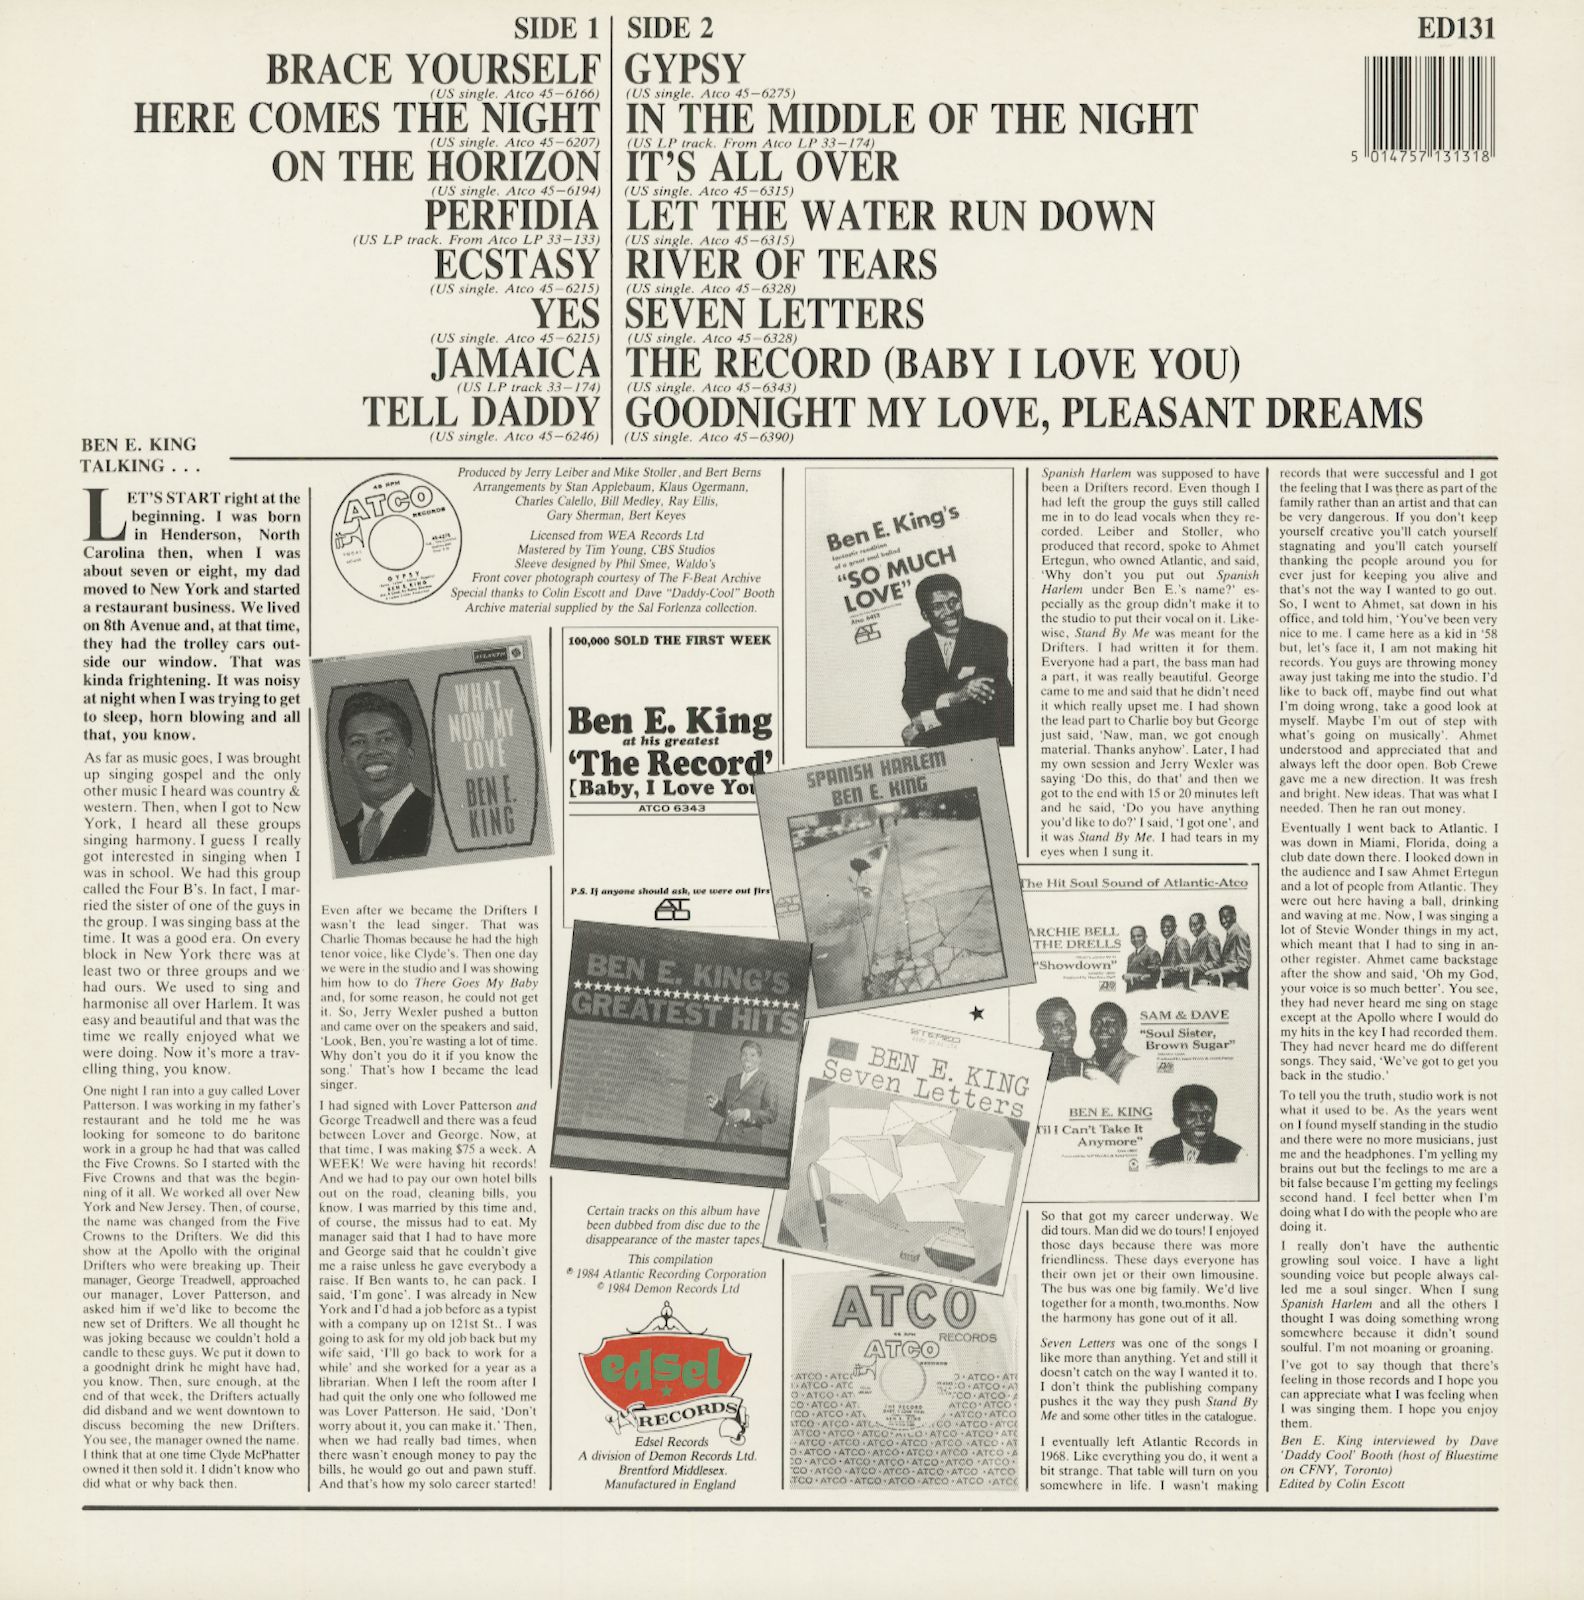 SIDE 1
BRACE YOURSELF
(US single. Atco 45–6166)
HERE COMES THE NIGHT
(US single. Atco 45–6207)
ON THE HORIZON
(US single. Atco 45–6194)
PERFIDIA
(US LP track. From Atco LP 33–133)
ECSTASY
(US single. Atco 45–6215)
YES
(US single. Atco 45–6215)
JAMAICA
(US LP track 33–174)
TELL DADDY
(US single. Atco 45–6246)
SIDE 2
GYPSY
(US single. Atco 45–6275)
IN THE MIDDLE OF THE NIGHT
(US LP track. From Atco LP 33–174)
IT'S ALL OVER
(US single. Atco 45–6315)
LET THE WATER RUN DOWN
(US single. Atco 45–6315)
RIVER OF TEARS
(US single. Atco 45–6328)
SEVEN LETTERS
(US single. Atco 45–6328)
THE RECORD (BABY I LOVE YOU)
(US single. Atco 45–6343)
GOODNIGHT MY LOVE, PLEASANT DREAMS
(US single. Atco 45–6390)
ED131
5 014757 131318
BEN E. KING
TALKING . . .
LET'S START right at the
beginning. I was born
in Henderson, North
Carolina then, when I was
about seven or eight, my dad
moved to New York and started
a restaurant business. We lived
on 8th Avenue and, at that time,
they had the trolley cars out-
side our window. That was
kinda frightening. It was noisy
at night when I was trying to get
to sleep, horn blowing and all
that, you know.
As far as music goes, I was brought
up singing gospel and the only
other music I heard was country &
western. Then, when I got to New
York, I heard all these groups
singing harmony. I guess I really
got interested in singing when I
was in school. We had this group
called the Four B's. In fact, I mar-
ried the sister of one of the guys in
the group. I was singing bass at the
time. It was a good era. On every
block in New York there was at
least two or three groups and we
had ours. We used to sing and
harmonise all over Harlem. It was
easy and beautiful and that was the
time we really enjoyed what we
were doing. Now it's more a trav-
elling thing, you know.
One night I ran into a guy called Lover
Patterson. I was working in my father's
restaurant and he told me he was
looking for someone to do baritone
work in a group he had that was called
the Five Crowns. So I started with the
Five Crowns and that was the begin-
ning of it all. We worked all over New
York and New Jersey. Then, of course,
the name was changed from the Five
Crowns to the Drifters. We did this
show at the Apollo with the original
Drifters who were breaking up. Their
manager, George Treadwell, approached
our manager, Lover Patterson, and
asked him if we'd like to become the
new set of Drifters. We all thought he
was joking because we couldn't hold a
candle to these guys. We put it down to
a goodnight drink he might have had,
you know. Then, sure enough, at the
end of that week, the Drifters actually
did disband and we went downtown to
discuss becoming the new Drifters.
You see, the manager owned the name.
I think that at one time Clyde McPhatter
owned it then sold it. I didn't know who
did what or why back then.
45 RPM
ATCO
RECORDS
45-6275
GYPSY
BEN E. KING
Produced by Jerry Leiber and Mike Stoller, and Bert Berns
Arrangements by Stan Applebaum, Klaus Ogermann,
Charles Calello, Bill Medley, Ray Ellis,
Gary Sherman, Bert Keyes
Licensed from WEA Records Ltd
Mastered by Tim Young, CBS Studios
Sleeve designed by Phil Smee, Waldo's
Front cover photograph courtesy of The F-Beat Archive
Special thanks to Colin Escott and Dave "Daddy-Cool" Booth
Archive material supplied by the Sal Forlenza collection.
ATLANTIC
WHAT
NOW MY
LOVE
BEN E.
KING
Even after we became the Drifters I
wasn't the lead singer. That was
Charlie Thomas because he had the high
tenor voice, like Clyde's. Then one day
we were in the studio and I was showing
him how to do There Goes My Baby
and, for some reason, he could not get
it. So, Jerry Wexler pushed a button
and came over on the speakers and said,
'Look, Ben, you're wasting a lot of time.
Why don't you do it if you know the
song.' That's how I became the lead
singer.
I had signed with Lover Patterson and
George Treadwell and there was a feud
between Lover and George. Now, at
that time, I was making $75 a week. A
WEEK! We were having hit records!
And we had to pay our own hotel bills
out on the road, cleaning bills, you
know. I was married by this time and,
of course, the missus had to eat. My
manager said that I had to have more
and George said that he couldn't give
me a raise unless he gave everybody a
raise. If Ben wants to, he can pack. I
said, 'I'm gone'. I was already in New
York and I'd had a job before as a typist
with a company up on 121st St.. I was
going to ask for my old job back but my
wife said, 'I'll go back to work for a
while' and she worked for a year as a
librarian. When I left the room after I
had quit the only one who followed me
was Lover Patterson. He said, 'Don't
worry about it, you can make it.' Then,
when we had really bad times, when
there wasn't enough money to pay the
bills, he would go out and pawn stuff.
And that's how my solo career started!
100,000 SOLD THE FIRST WEEK
Ben E. King
at his greatest
'The Record'
[Baby, I Love You
ATCO 6343
P.S. If anyone should ask, we were out firs
BEN E. KING'S
GREATEST HITS
Ben E. King's
fantastic rendition
of a great soul ballad
"SO MUCH
LOVE"
Atco 6413
SPANISH HARLEM
BEN E. KING
STEREO
BEN E. KING
Seven Letters
Certain tracks on this album have
been dubbed from disc due to the
disappearance of the master tapes.
This compilation
℗ 1984 Atlantic Recording Corporation
© 1984 Demon Records Ltd
edsel
RECORDS
Edsel Records
A division of Demon Records Ltd.
Brentford Middlesex.
Manufactured in England
ATCO
RECORDS
45 RPM
ATCO
RECORDS
THE RECORD
ATCO · ATCO · ATCO · ATCO
Spanish Harlem was supposed to have
been a Drifters record. Even though I
had left the group the guys still called
me in to do lead vocals when they re-
corded. Leiber and Stoller, who
produced that record, spoke to Ahmet
Ertegun, who owned Atlantic, and said,
'Why don't you put out Spanish
Harlem under Ben E.'s name?' es-
pecially as the group didn't make it to
the studio to put their vocal on it. Like-
wise, Stand By Me was meant for the
Drifters. I had written it for them.
Everyone had a part, the bass man had
a part, it was really beautiful. George
came to me and said that he didn't need
it which really upset me. I had shown
the lead part to Charlie boy but George
just said, 'Naw, man, we got enough
material. Thanks anyhow'. Later, I had
my own session and Jerry Wexler was
saying 'Do this, do that' and then we
got to the end with 15 or 20 minutes left
and he said, 'Do you have anything
you'd like to do?' I said, 'I got one', and
it was Stand By Me. I had tears in my
eyes when I sung it.
The Hit Soul Sound of Atlantic-Atco
ARCHIE BELL
THE DRELLS
"Showdown"
SAM & DAVE
"Soul Sister,
Brown Sugar"
BEN E. KING
Til I Can't Take It
Anymore"
So that got my career underway. We
did tours. Man did we do tours! I enjoyed
those days because there was more
friendliness. These days everyone has
their own jet or their own limousine.
The bus was one big family. We'd live
together for a month, two months. Now
the harmony has gone out of it all.
Seven Letters was one of the songs I
like more than anything. Yet and still it
doesn't catch on the way I wanted it to.
I don't think the publishing company
pushes it the way they push Stand By
Me and some other titles in the catalogue.
I eventually left Atlantic Records in
1968. Like everything you do, it went a
bit strange. That table will turn on you
somewhere in life. I wasn't making
records that were successful and I got
the feeling that I was there as part of the
family rather than an artist and that can
be very dangerous. If you don't keep
yourself creative you'll catch yourself
stagnating and you'll catch yourself
thanking the people around you for
ever just for keeping you alive and
that's not the way I wanted to go out.
So, I went to Ahmet, sat down in his
office, and told him, 'You've been very
nice to me. I came here as a kid in '58
but, let's face it, I am not making hit
records. You guys are throwing money
away just taking me into the studio. I'd
like to back off, maybe find out what
I'm doing wrong, take a good look at
myself. Maybe I'm out of step with
what's going on musically'. Ahmet
understood and appreciated that and
always left the door open. Bob Crewe
gave me a new direction. It was fresh
and bright. New ideas. That was what I
needed. Then he ran out money.
Eventually I went back to Atlantic. I
was down in Miami, Florida, doing a
club date down there. I looked down in
the audience and I saw Ahmet Ertegun
and a lot of people from Atlantic. They
were out here having a ball, drinking
and waving at me. Now, I was singing a
lot of Stevie Wonder things in my act,
which meant that I had to sing in an-
other register. Ahmet came backstage
after the show and said, 'Oh my God,
your voice is so much better'. You see,
they had never heard me sing on stage
except at the Apollo where I would do
my hits in the key I had recorded them.
They had never heard me do different
songs. They said, 'We've got to get you
back in the studio.'
To tell you the truth, studio work is not
what it used to be. As the years went
on I found myself standing in the studio
and there were no more musicians, just
me and the headphones. I'm yelling my
brains out but the feelings to me are a
bit false because I'm getting my feelings
second hand. I feel better when I'm
doing what I do with the people who are
doing it.
I really don't have the authentic
growling soul voice. I have a light
sounding voice but people always cal-
led me a soul singer. When I sung
Spanish Harlem and all the others I
thought I was doing something wrong
somewhere because it didn't sound
soulful. I'm not moaning or groaning.
I've got to say though that there's
feeling in those records and I hope you
can appreciate what I was feeling when
I was singing them. I hope you enjoy
them.
Ben E. King interviewed by Dave
'Daddy Cool' Booth (host of Bluestime
on CFNY, Toronto)
Edited by Colin Escott